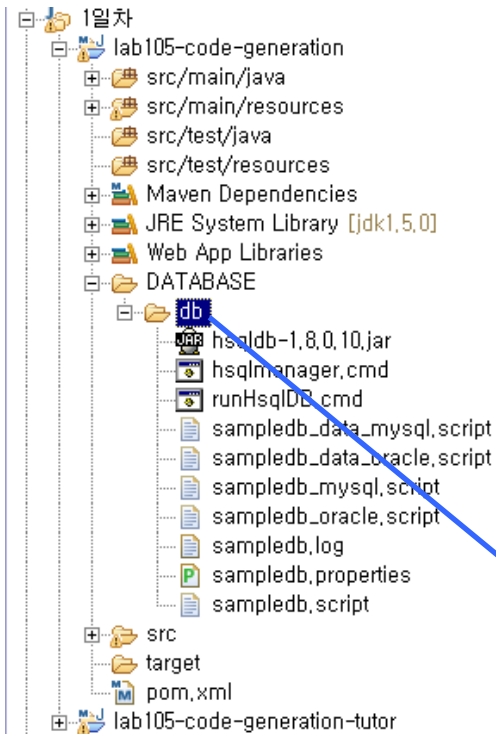 1일차
lab105-code-generation
src/main/java
src/main/resources
src/test/java
src/test/resources
Maven Dependencies
JRE System Library [jdk1,5,0]
Web App Libraries
DATABASE
db
hsqldb-1,8,0,10,jar
hsqlmanager,cmd
runHsqlDB,cmd
sampledb_data_mysql,script
sampledb_data_oracle,script
sampledb_mysql,script
sampledb_oracle,script
sampledb,log
sampledb,properties
sampledb,script
src
target
pom,xml
lab105-code-generation-tutor